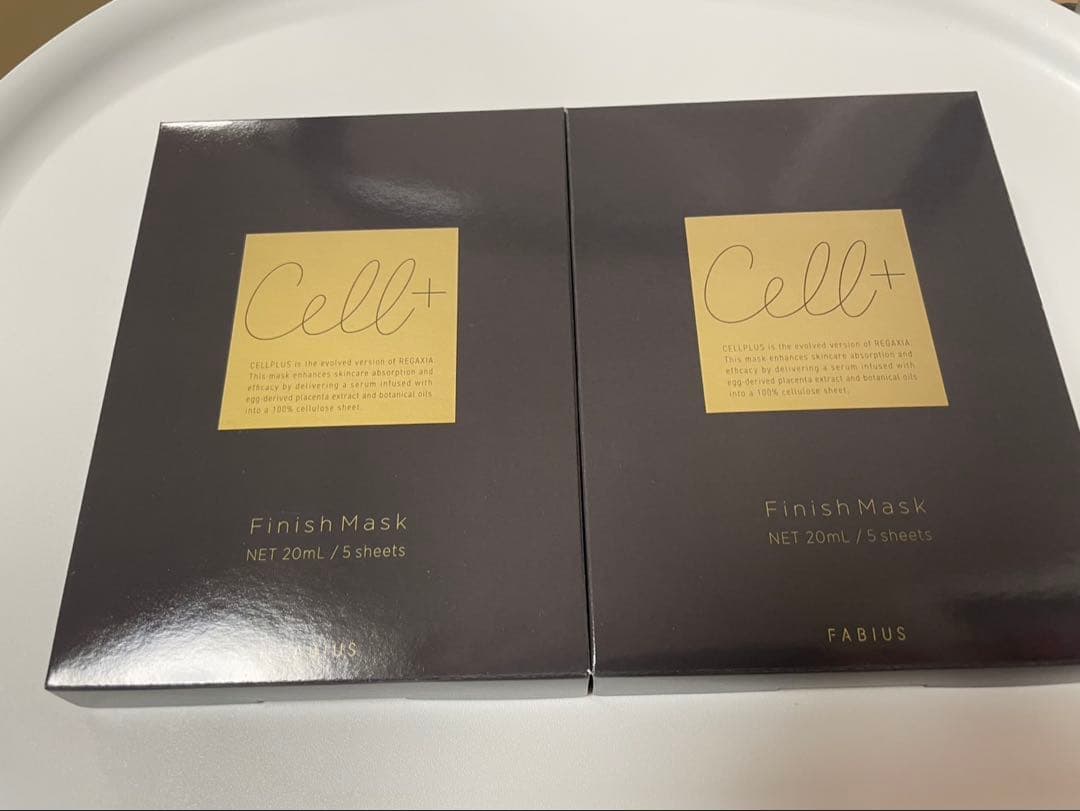 Cell+
CELLPLUS is the evolved version of REGAXIA.
This mask enhances skincare absorption and
efficacy by delivering a serum infused with
egg-derived placenta extract and botanical oils
into a 100% cellulose sheet.
Finish Mask
NET 20mL / 5 sheets
FABIUS
Cell+
CELLPLUS is the evolved version of REGAXIA.
This mask enhances skincare absorption and
efficacy by delivering a serum infused with
egg-derived placenta extract and botanical oils
into a 100% cellulose sheet.
Finish Mask
NET 20mL / 5 sheets
FABIUS